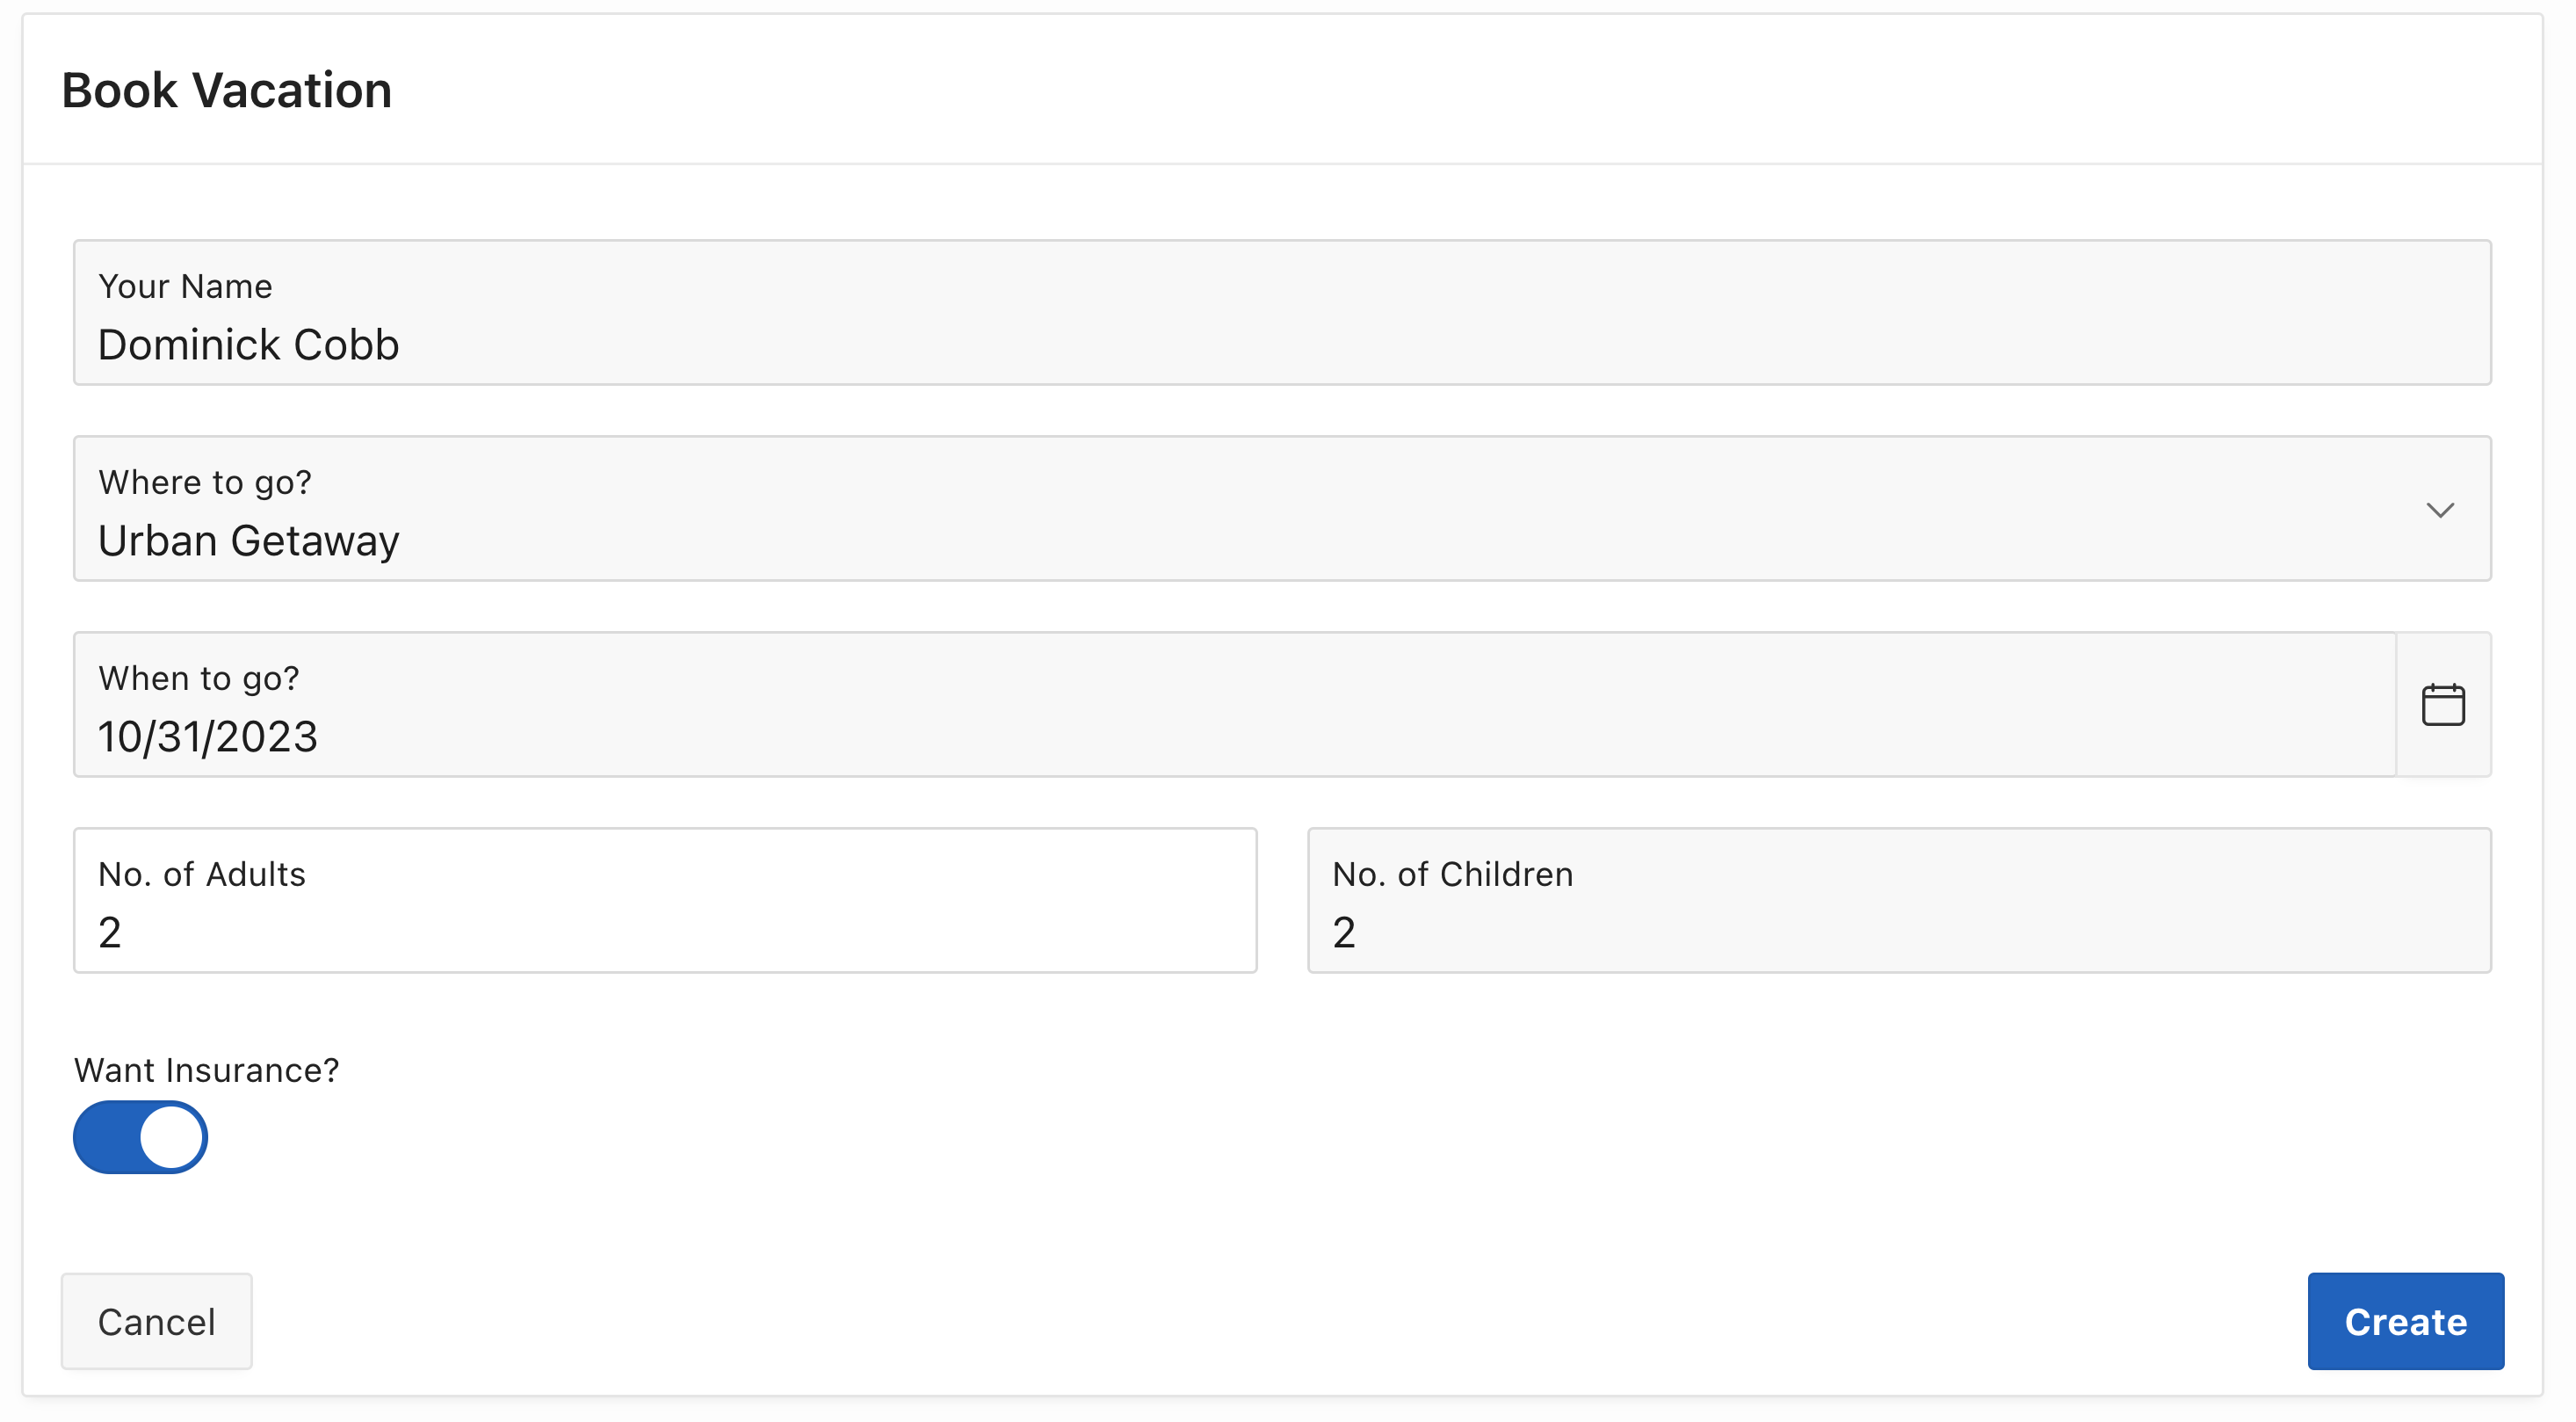 Book Vacation
Your Name
Dominick Cobb
Where to go?
Urban Getaway
When to go?
10/31/2023
No. of Adults
2
No. of Children
2
Want Insurance?
Cancel
Create